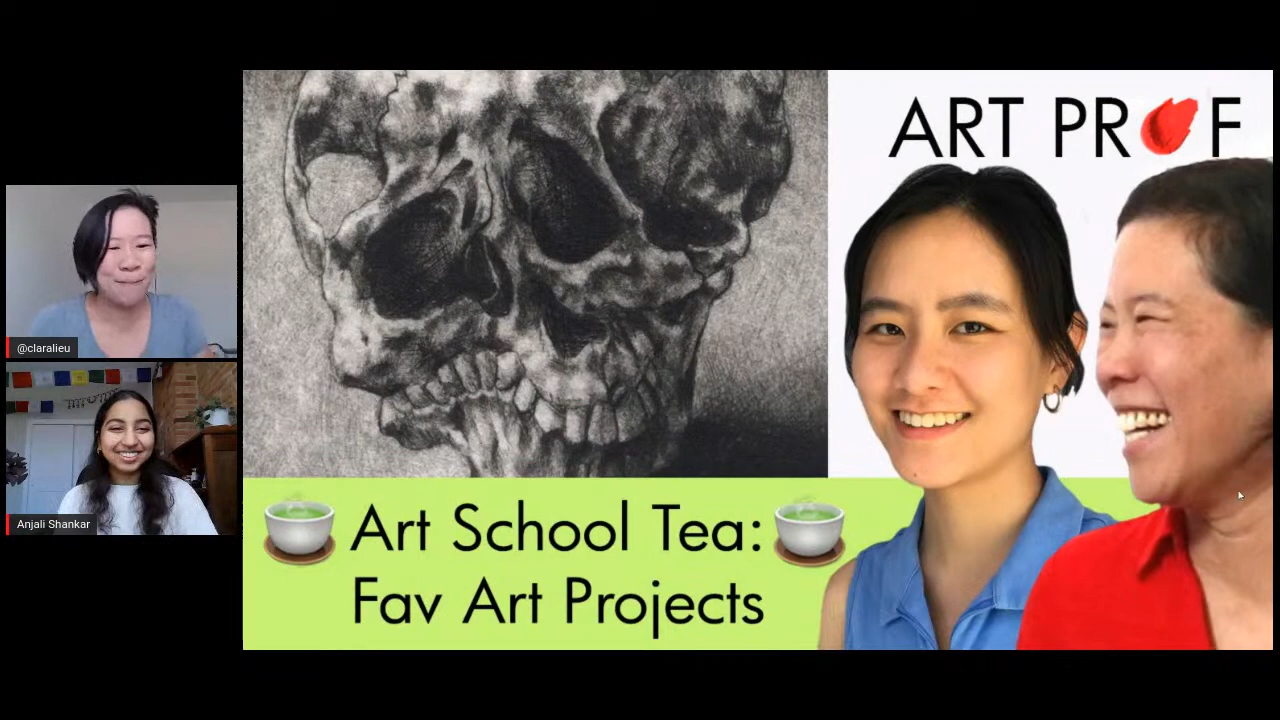 ART PROF
@claralieu
Anjali Shankar
Art School Tea:
Fav Art Projects